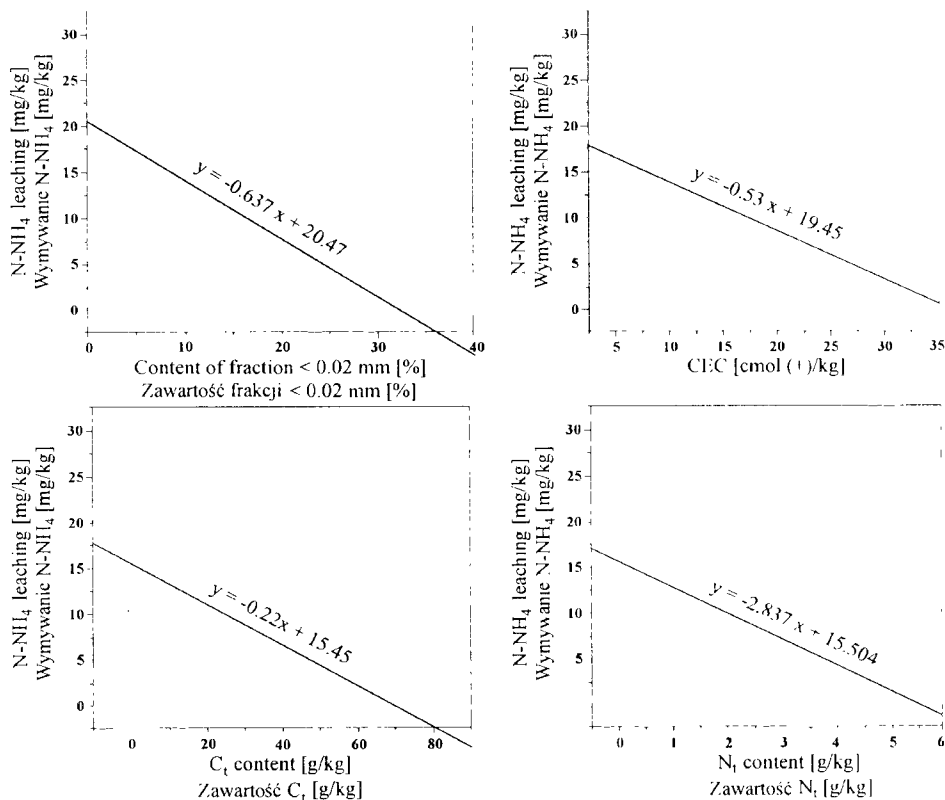 N-NH₄ leaching [mg/kg]
Wymywanie N-NH₄ [mg/kg]
30
25
20
15
10
5
0
y = -0.637 x + 20.47
0 10 20 30 40
Content of fraction < 0.02 mm [%]
Zawartość frakcji < 0.02 mm [%]
N-NH₄ leaching [mg/kg]
Wymywanie N-NH₄ [mg/kg]
30
25
20
15
10
5
0
y = -0.53 x + 19.45
5 10 15 20 25 30 35
CEC [cmol (+)/kg]
N-NH₄ leaching [mg/kg]
Wymywanie N-NH₄ [mg/kg]
30
25
20
15
10
5
0
y = -0.22x + 15.45
0 20 40 60 80
Cₜ content [g/kg]
Zawartość Cₜ [g/kg]
N-NH₄ leaching [mg/kg]
Wymywanie N-NH₄ [mg/kg]
30
25
20
15
10
5
y = -2.837 x + 15.504
0 1 2 3 4 5 6
Nₜ content [g/kg]
Zawartość Nₜ [g/kg]